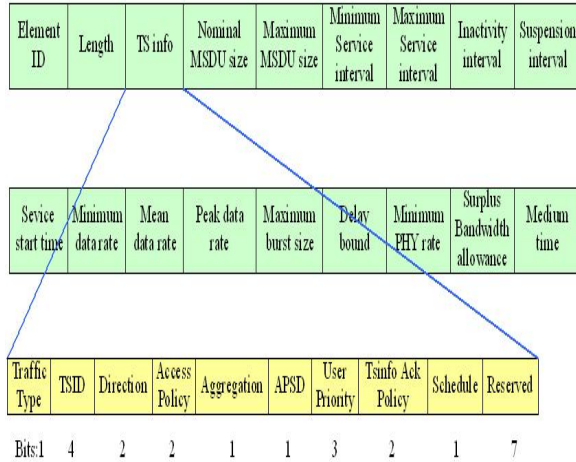 Element ID
Length
TS info
Nominal MSDU size
Maximum MSDU size
Minimum Service interval
Maximum Service interval
Inactivity interval
Suspension interval
Sevice start time
Minimum data rate
Mean data rate
Peak data rate
Maximum burst size
Delay bound
Minimum PHY rate
Surplus Bandwidth allowance
Medium time
Traffic Type
TSID
Direction
Access Policy
Aggregation
APSD
User Priority
Tsinfo Ack Policy
Schedule
Reserved
Bits:1 4 2 2 1 1 3 2 1 7